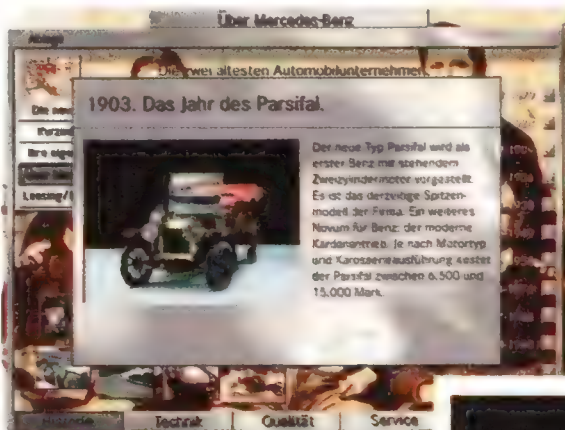 Über Mercedes-Benz
Die zwei ältesten Automobilunternehmen
1903. Das Jahr des Parsifal.
Der neue Typ Parsifal wird als
erster Benz mit stehendem
Zweizylindermotor vorgestellt.
Es ist das derzeitige Spitzen-
modell der Firma. Ein weiteres
Novum für Benz: der moderne
Kardanantrieb. Je nach Motortyp
und Karosserieausführung kostet
der Parsifal zwischen 6.500 und
15.000 Mark.
Historie
Technik
Qualität
Service